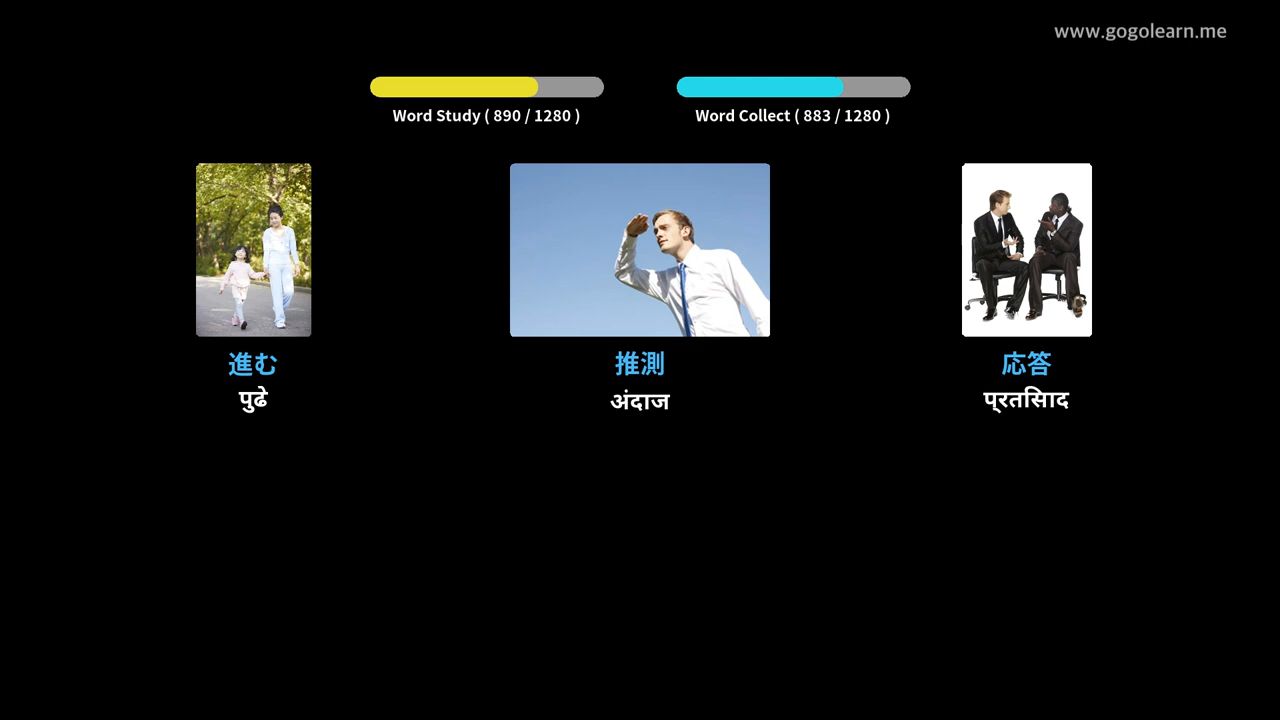 www.gogolearn.me
Word Study ( 890 / 1280 )
Word Collect ( 883 / 1280 )
進む
पुढे
推測
अंदाज
応答
प्रतसिाद